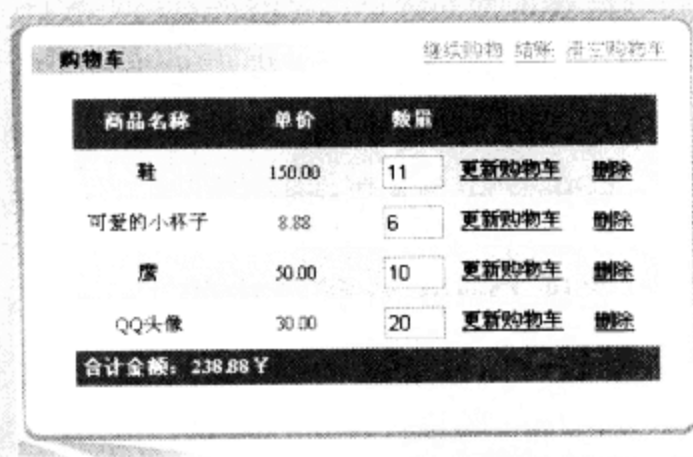 购物车 继续购物 结账 清空购物车
商品名称 单价 数量
鞋 150.00 11 更新购物车 删除
可爱的小杯子 8.88 6 更新购物车 删除
鹰 50.00 10 更新购物车 删除
QQ头像 30.00 20 更新购物车 删除
合计金额：238.88￥